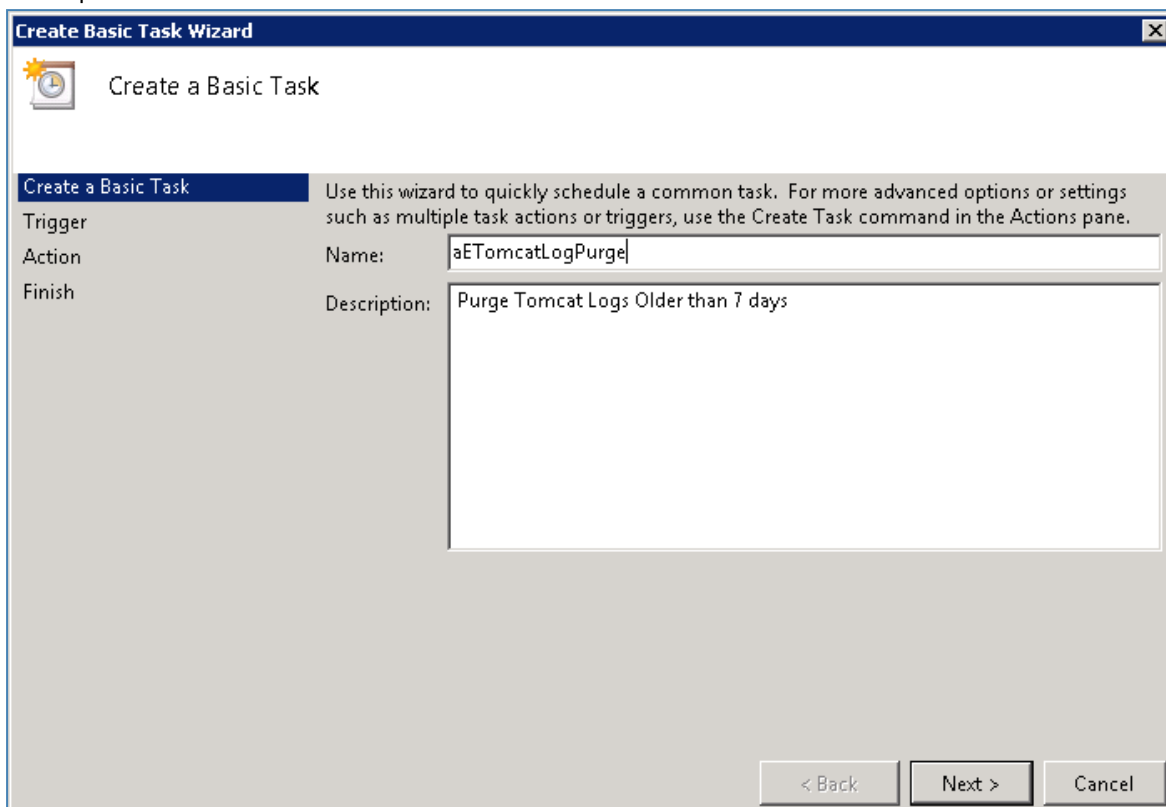 Create Basic Task Wizard
Create a Basic Task
Create a Basic Task
Trigger
Action
Finish
Use this wizard to quickly schedule a common task. For more advanced options or settings
such as multiple task actions or triggers, use the Create Task command in the Actions pane.
Name:
aETomcatLogPurge
Description:
Purge Tomcat Logs Older than 7 days
< Back
Next >
Cancel